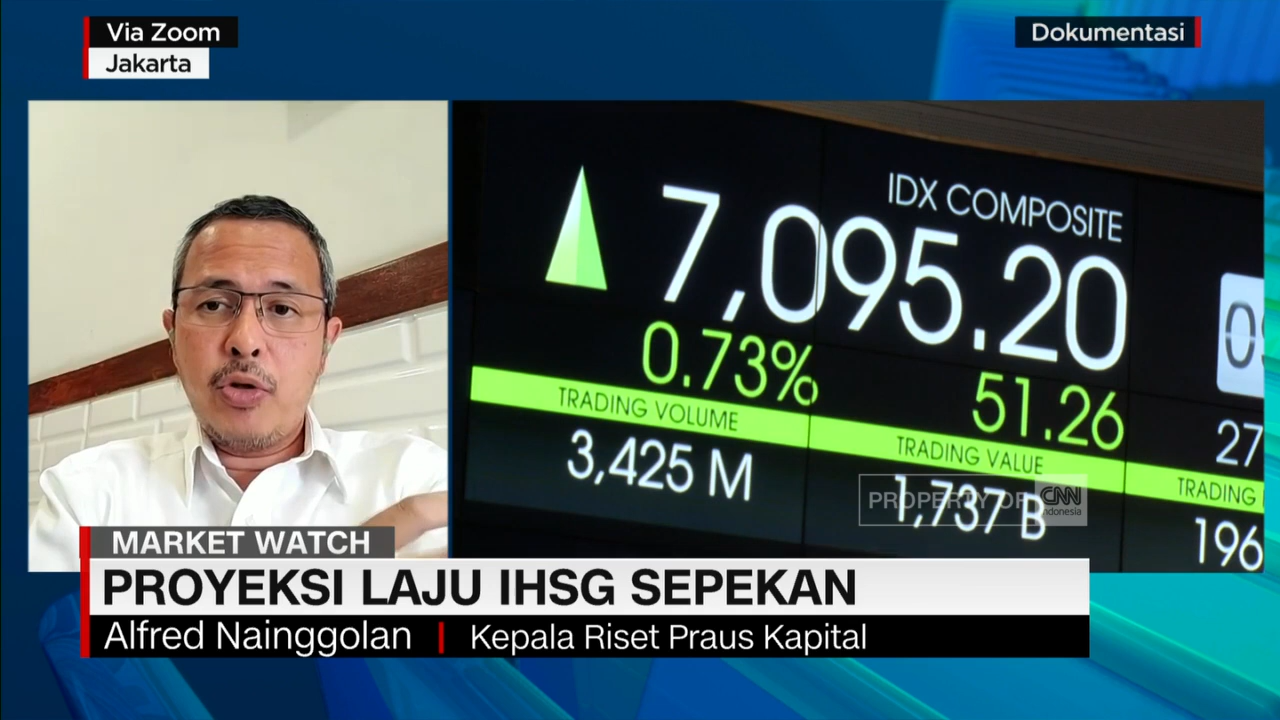 Via Zoom
Jakarta
Dokumentasi
IDX COMPOSITE
7,095.20
0.73%
51.26
TRADING VOLUME
3,425 M
TRADING VALUE
1,737 B
27
TRADING
196
PROPERTY OF CNN Indonesia
MARKET WATCH
PROYEKSI LAJU IHSG SEPEKAN
Alfred Nainggolan | Kepala Riset Praus Kapital